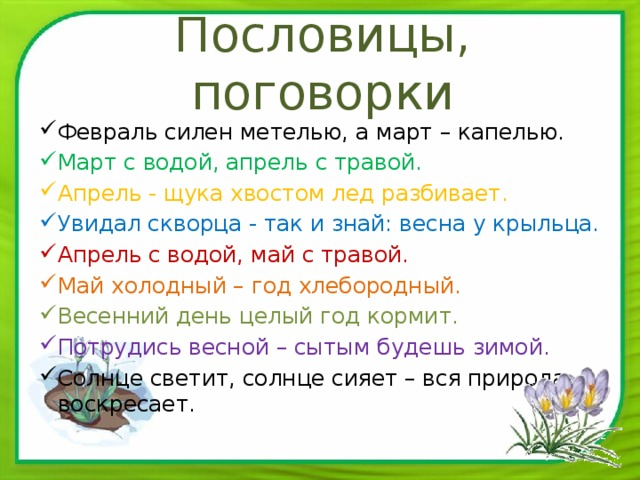 Пословицы,
поговорки
✓ Февраль силен метелью, а март – капелью.
✓ Март с водой, апрель с травой.
✓ Апрель - щука хвостом лед разбивает.
✓ Увидал скворца - так и знай: весна у крыльца.
✓ Апрель с водой, май с травой.
✓ Май холодный – год хлебородный.
✓ Весенний день целый год кормит.
✓ Потрудись весной – сытым будешь зимой.
✓ Солнце светит, солнце сияет – вся природа
воскресает.